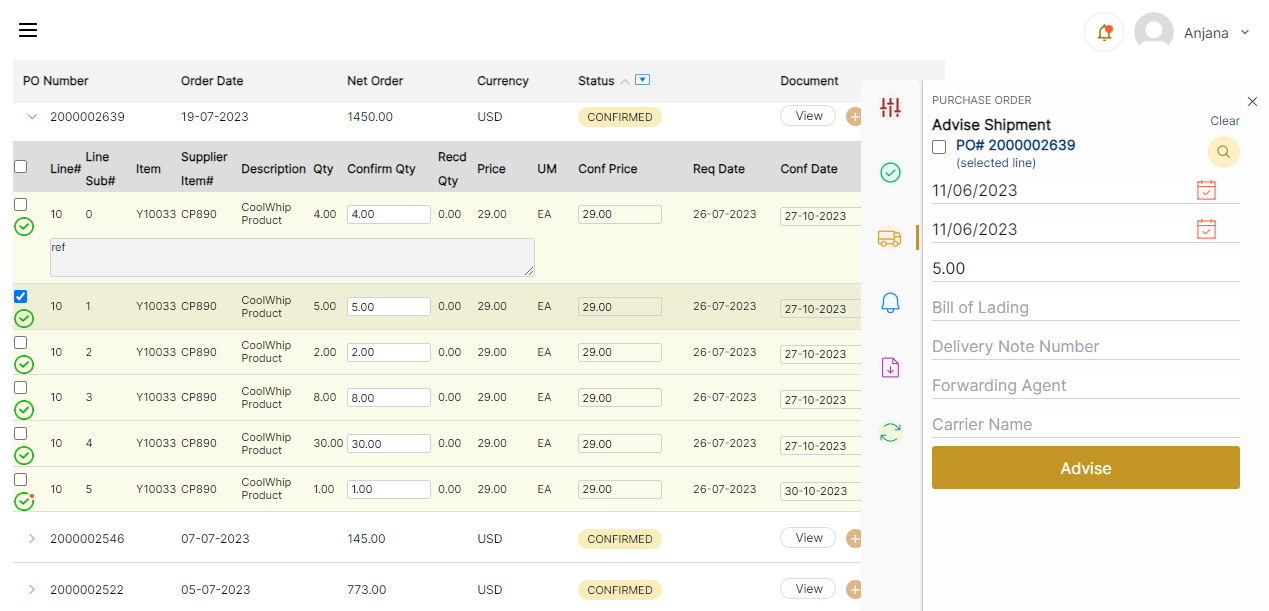 Anjana
PO Number Order Date Net Order Currency Status Document
2000002639 19-07-2023 1450.00 USD CONFIRMED View
Line# Line Sub# Item Supplier Item# Description Qty Confirm Qty Recd Qty Price UM Conf Price Req Date Conf Date
10 0 Y10033 CP890 CoolWhip Product 4.00 4.00 0.00 29.00 EA 29.00 26-07-2023 27-10-2023
ref
10 1 Y10033 CP890 CoolWhip Product 5.00 5.00 0.00 29.00 EA 29.00 26-07-2023 27-10-2023
10 2 Y10033 CP890 CoolWhip Product 2.00 2.00 0.00 29.00 EA 29.00 26-07-2023 27-10-2023
10 3 Y10033 CP890 CoolWhip Product 8.00 8.00 0.00 29.00 EA 29.00 26-07-2023 27-10-2023
10 4 Y10033 CP890 CoolWhip Product 30.00 30.00 0.00 29.00 EA 29.00 26-07-2023 27-10-2023
10 5 Y10033 CP890 CoolWhip Product 1.00 1.00 0.00 29.00 EA 29.00 26-07-2023 30-10-2023
2000002546 07-07-2023 145.00 USD CONFIRMED View
2000002522 05-07-2023 773.00 USD CONFIRMED View
PURCHASE ORDER
Clear
Advise Shipment
PO# 2000002639
(selected line)
11/06/2023
11/06/2023
5.00
Bill of Lading
Delivery Note Number
Forwarding Agent
Carrier Name
Advise